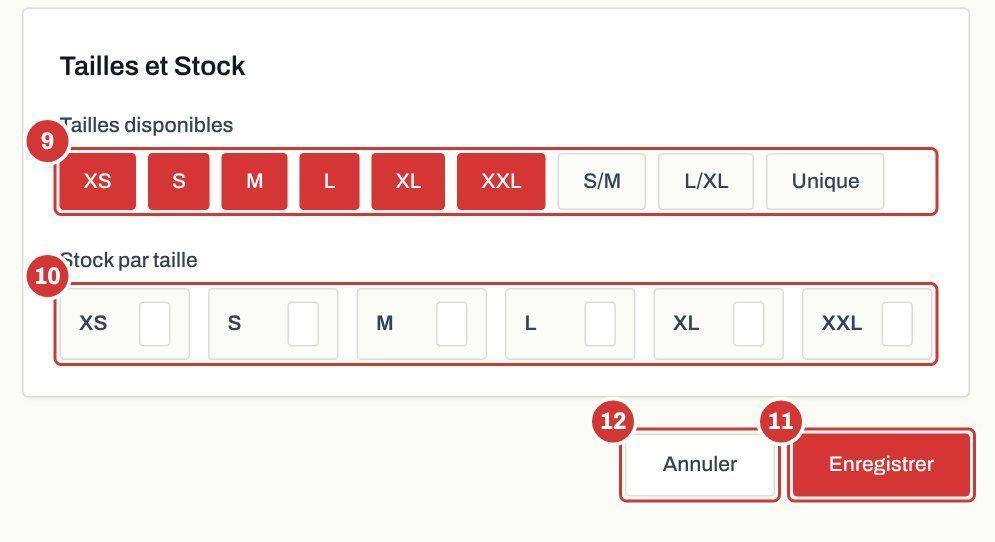 Tailles et Stock
Tailles disponibles
9
XS S M L XL XXL S/M L/XL Unique
Stock par taille
10
XS S M L XL XXL
12 11
Annuler Enregistrer